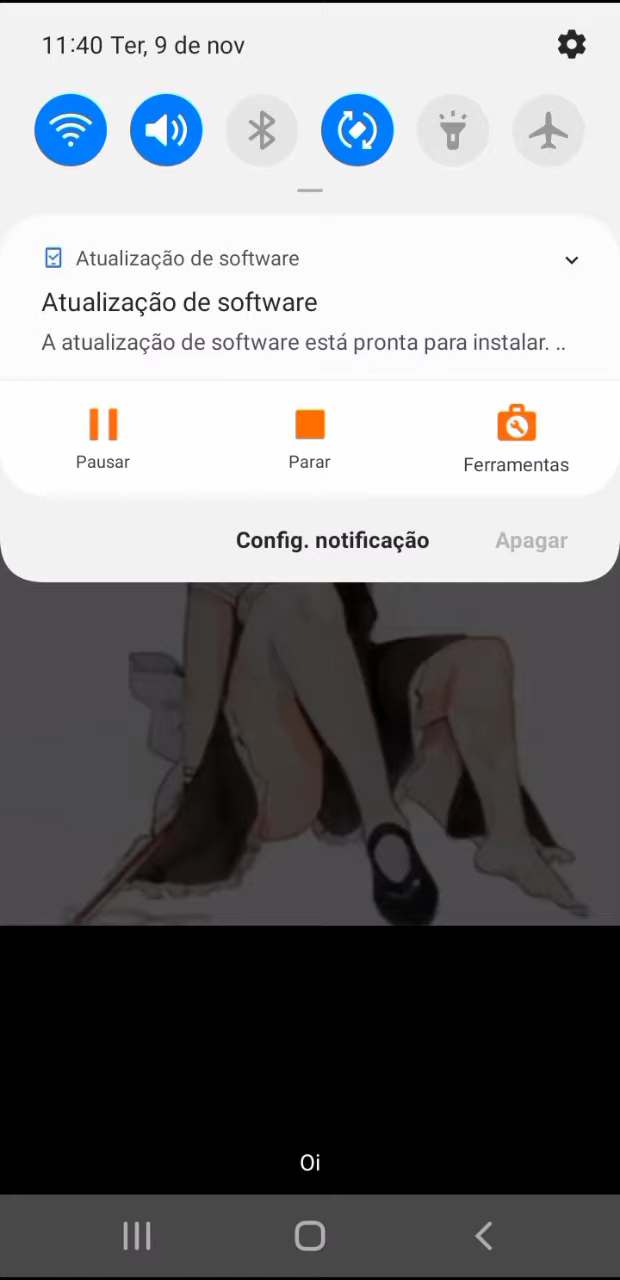 11:40 Ter, 9 de nov
Atualização de software
Atualização de software
A atualização de software está pronta para instalar. ..
Pausar
Parar
Ferramentas
Config. notificação
Apagar
Oi